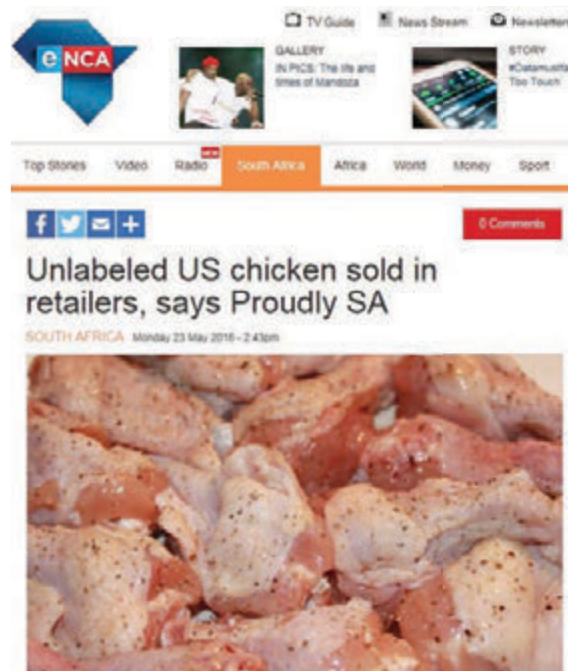 TV Guide
News Stream
Newsletter
eNCA
GALLERY
IN PICS: The life and
times of Mandoza
STORY
Too Touch
Top Stories
Video
Radio
NEW
South Africa
Africa
World
Money
Sport
0 Comments
Unlabeled US chicken sold in
retailers, says Proudly SA
SOUTH AFRICA Monday 23 May 2016 - 2:43pm